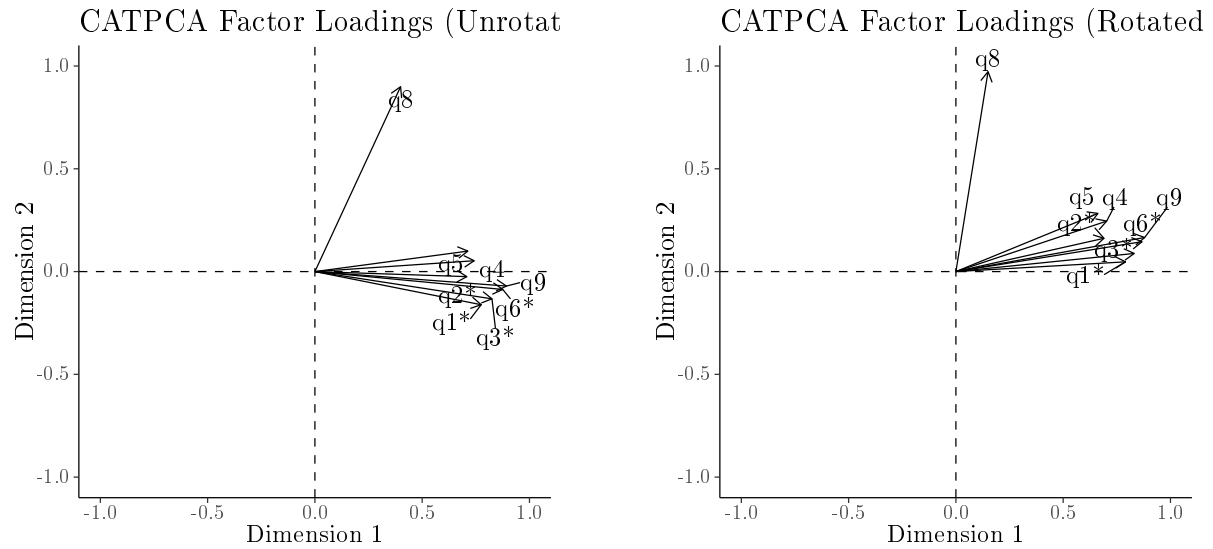 CATPCA Factor Loadings (Unrotat
1.0
0.5
0.0
-0.5
-1.0
Dimension 2
q8
q5
q4
q9
q2*
q6*
q1*
q3*
-1.0
-0.5
0.0
0.5
1.0
Dimension 1
CATPCA Factor Loadings (Rotated
1.0
0.5
0.0
-0.5
-1.0
Dimension 2
q8
q5
q4
q9
q2*
q6*
q3*
q1*
-1.0
-0.5
0.0
0.5
1.0
Dimension 1